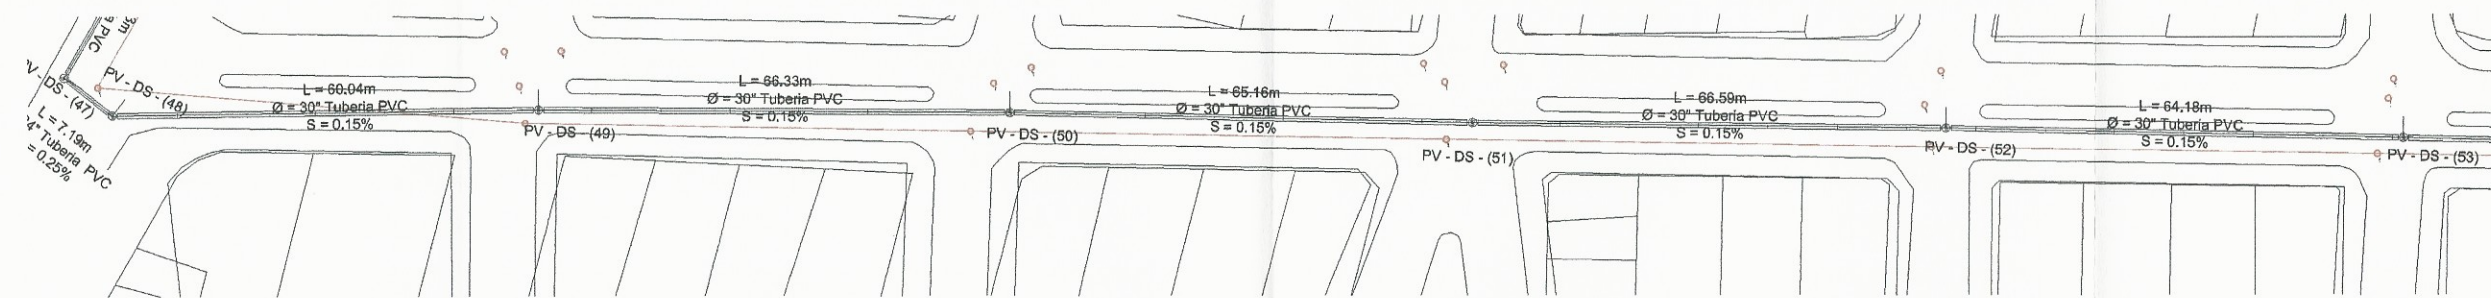 3m
PVC
PV - DS - (47)
PV - DS - (48)
L = 7.19m
4" Tuberia PVC
= 0.25%
L = 60.04m
Ø = 30" Tuberia PVC
S = 0.15%
PV - DS - (49)
L = 66.33m
Ø = 30" Tuberia PVC
S = 0.15%
PV - DS - (50)
L = 65.16m
Ø = 30" Tuberia PVC
S = 0.15%
PV - DS - (51)
L = 66.59m
Ø = 30" Tuberia PVC
S = 0.15%
PV - DS - (52)
L = 64.18m
Ø = 30" Tuberia PVC
S = 0.15%
PV - DS - (53)